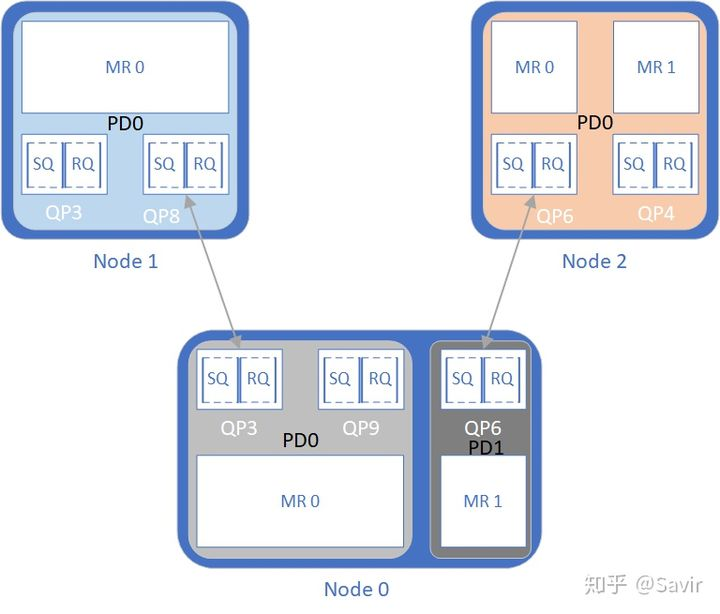 MR 0
PD0
SQ RQ SQ RQ
QP3 QP8
Node 1
MR 0 MR 1
PD0
SQ RQ SQ RQ
QP6 QP4
Node 2
SQ RQ SQ RQ
QP3 QP9
PD0
MR 0
SQ RQ
QP6
PD1
MR 1
Node 0
知乎 @Savir